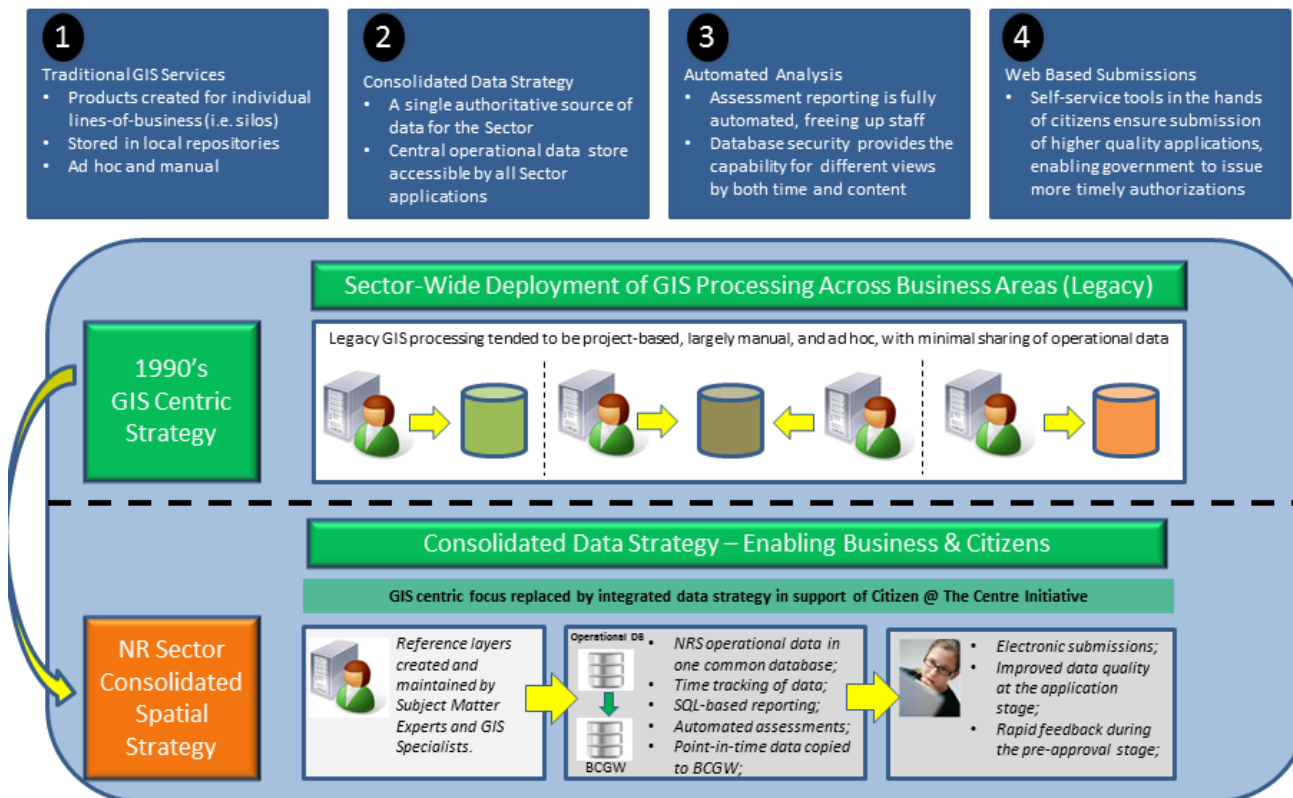 1
Traditional GIS Services
• Products created for individual
lines-of-business (i.e. silos)
• Stored in local repositories
• Ad hoc and manual
2
Consolidated Data Strategy
• A single authoritative source of
data for the Sector
• Central operational data store
accessible by all Sector
applications
3
Automated Analysis
• Assessment reporting is fully
automated, freeing up staff
• Database security provides the
capability for different views
by both time and content
4
Web Based Submissions
• Self-service tools in the hands
of citizens ensure submission
of higher quality applications,
enabling government to issue
more timely authorizations
Sector-Wide Deployment of GIS Processing Across Business Areas (Legacy)
1990's
GIS Centric
Strategy
Legacy GIS processing tended to be project-based, largely manual, and ad hoc, with minimal sharing of operational data
Consolidated Data Strategy – Enabling Business & Citizens
GIS centric focus replaced by integrated data strategy in support of Citizen @ The Centre Initiative
NR Sector
Consolidated
Spatial
Strategy
Reference layers
created and
maintained by
Subject Matter
Experts and GIS
Specialists.
Operational DB
BCGW
• NRS operational data in
one common database;
• Time tracking of data;
• SQL-based reporting;
• Automated assessments;
• Point-in-time data copied
to BCGW;
• Electronic submissions;
• Improved data quality
at the application
stage;
• Rapid feedback during
the pre-approval stage;